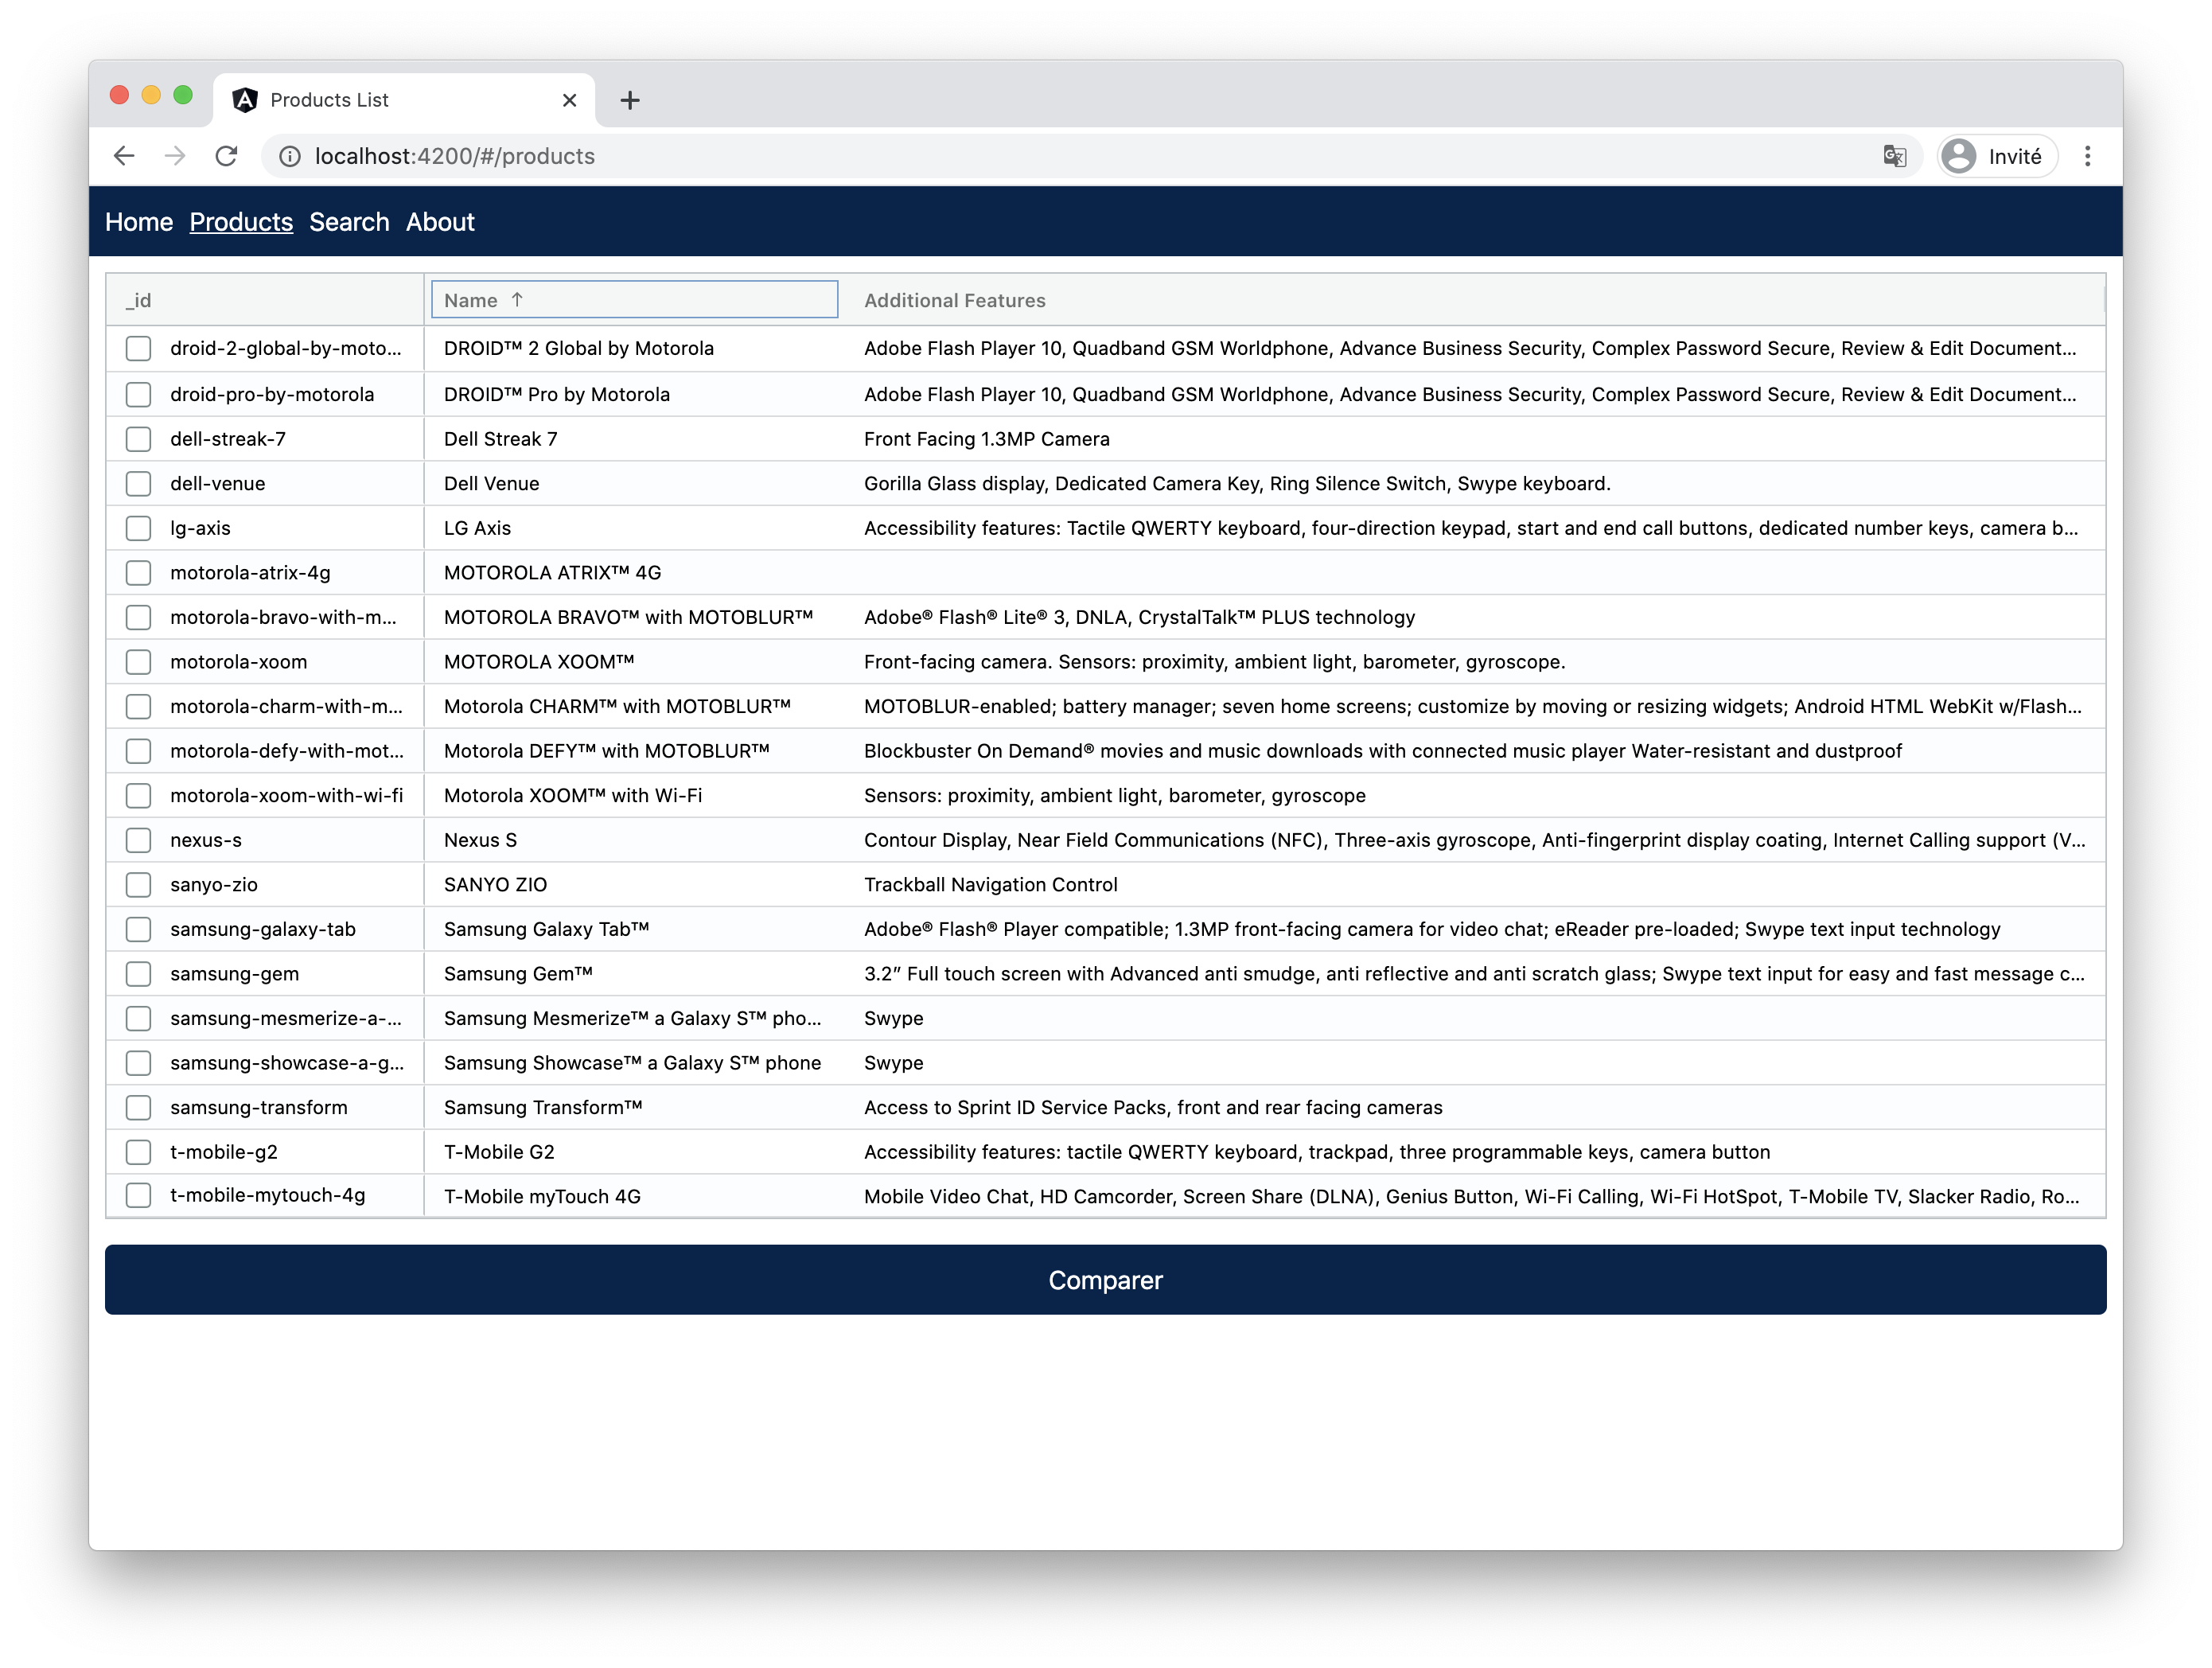 Products List
localhost:4200/#/products
Invité
Home Products Search About
_id Name ↑ Additional Features
droid-2-global-by-moto... DROID™ 2 Global by Motorola Adobe Flash Player 10, Quadband GSM Worldphone, Advance Business Security, Complex Password Secure, Review & Edit Document...
droid-pro-by-motorola DROID™ Pro by Motorola Adobe Flash Player 10, Quadband GSM Worldphone, Advance Business Security, Complex Password Secure, Review & Edit Document...
dell-streak-7 Dell Streak 7 Front Facing 1.3MP Camera
dell-venue Dell Venue Gorilla Glass display, Dedicated Camera Key, Ring Silence Switch, Swype keyboard.
lg-axis LG Axis Accessibility features: Tactile QWERTY keyboard, four-direction keypad, start and end call buttons, dedicated number keys, camera b...
motorola-atrix-4g MOTOROLA ATRIX™ 4G
motorola-bravo-with-m... MOTOROLA BRAVO™ with MOTOBLUR™ Adobe® Flash® Lite® 3, DNLA, CrystalTalk™ PLUS technology
motorola-xoom MOTOROLA XOOM™ Front-facing camera. Sensors: proximity, ambient light, barometer, gyroscope.
motorola-charm-with-m... Motorola CHARM™ with MOTOBLUR™ MOTOBLUR-enabled; battery manager; seven home screens; customize by moving or resizing widgets; Android HTML WebKit w/Flash...
motorola-defy-with-mot... Motorola DEFY™ with MOTOBLUR™ Blockbuster On Demand® movies and music downloads with connected music player Water-resistant and dustproof
motorola-xoom-with-wi-fi Motorola XOOM™ with Wi-Fi Sensors: proximity, ambient light, barometer, gyroscope
nexus-s Nexus S Contour Display, Near Field Communications (NFC), Three-axis gyroscope, Anti-fingerprint display coating, Internet Calling support (V...
sanyo-zio SANYO ZIO Trackball Navigation Control
samsung-galaxy-tab Samsung Galaxy Tab™ Adobe® Flash® Player compatible; 1.3MP front-facing camera for video chat; eReader pre-loaded; Swype text input technology
samsung-gem Samsung Gem™ 3.2” Full touch screen with Advanced anti smudge, anti reflective and anti scratch glass; Swype text input for easy and fast message c...
samsung-mesmerize-a-... Samsung Mesmerize™ a Galaxy S™ pho... Swype
samsung-showcase-a-g... Samsung Showcase™ a Galaxy S™ phone Swype
samsung-transform Samsung Transform™ Access to Sprint ID Service Packs, front and rear facing cameras
t-mobile-g2 T-Mobile G2 Accessibility features: tactile QWERTY keyboard, trackpad, three programmable keys, camera button
t-mobile-mytouch-4g T-Mobile myTouch 4G Mobile Video Chat, HD Camcorder, Screen Share (DLNA), Genius Button, Wi-Fi Calling, Wi-Fi HotSpot, T-Mobile TV, Slacker Radio, Ro...
Comparer